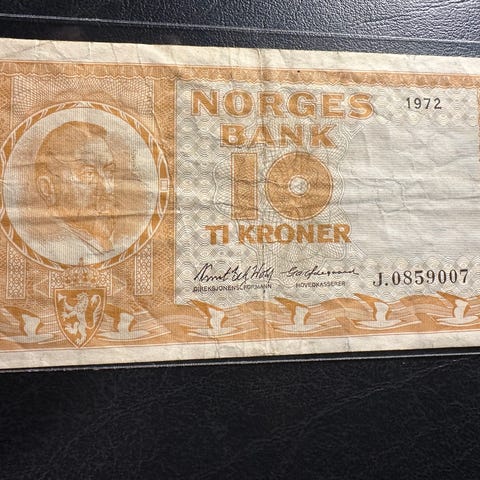 NORGES 1972
BANK
10
TI KRONER
DIREKSJONENS FORMANN HOVEDKASSERER
J.0859007